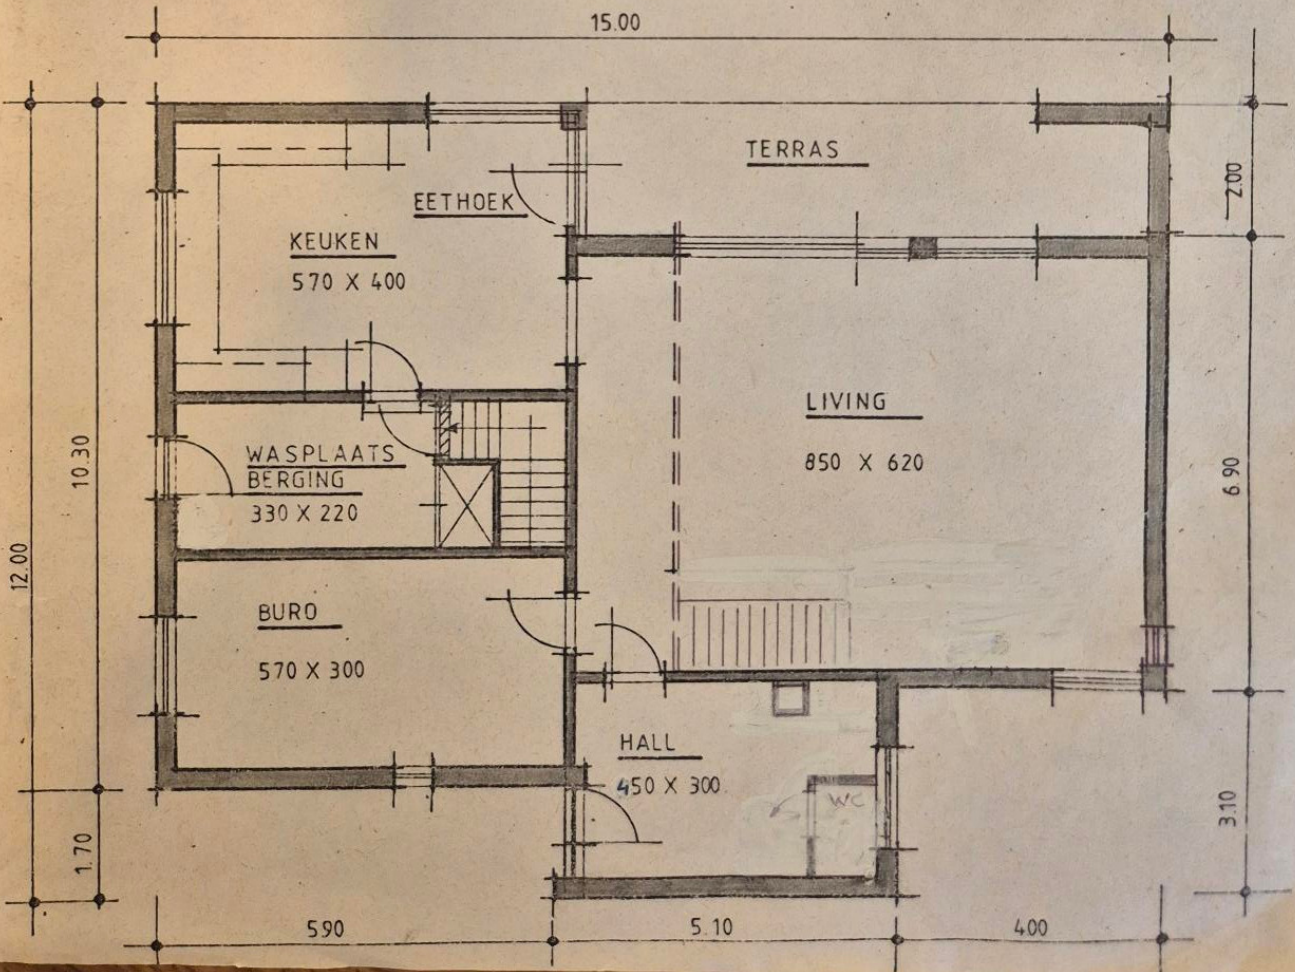 15.00
TERRAS
2.00
EETHOEK
KEUKEN
570 X 400
LIVING
850 X 620
10.30
WASPLAATS
BERGING
330 X 220
6.90
12.00
BURO
570 X 300
HALL
450 X 300.
WC
3.10
1.70
590
5.10
400